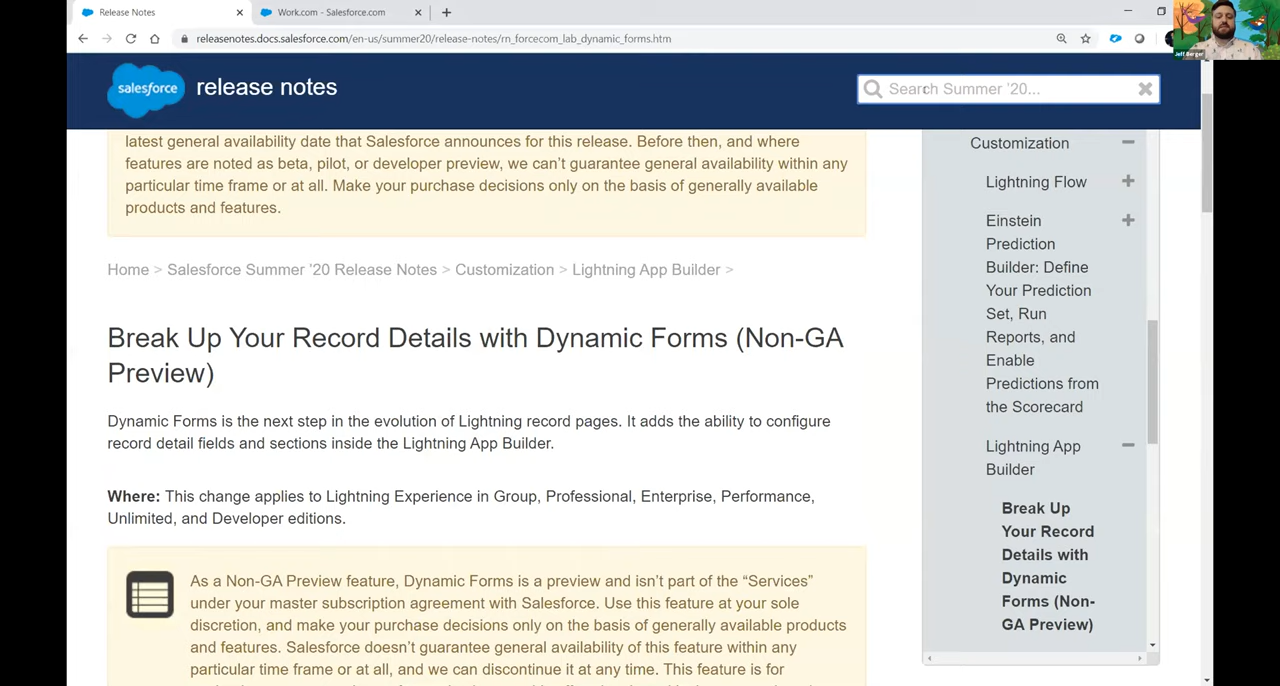 Release Notes
Work.com - Salesforce.com
releasenotes.docs.salesforce.com/en-us/summer20/release-notes/rn_forcecom_lab_dynamic_forms.htm
Jeff Berger
salesforce
release notes
Search Summer '20...
latest general availability date that Salesforce announces for this release. Before then, and where
features are noted as beta, pilot, or developer preview, we can't guarantee general availability within any
particular time frame or at all. Make your purchase decisions only on the basis of generally available
products and features.
Home > Salesforce Summer '20 Release Notes > Customization > Lightning App Builder >
Break Up Your Record Details with Dynamic Forms (Non-GA
Preview)
Dynamic Forms is the next step in the evolution of Lightning record pages. It adds the ability to configure
record detail fields and sections inside the Lightning App Builder.
Where: This change applies to Lightning Experience in Group, Professional, Enterprise, Performance,
Unlimited, and Developer editions.
As a Non-GA Preview feature, Dynamic Forms is a preview and isn't part of the “Services”
under your master subscription agreement with Salesforce. Use this feature at your sole
discretion, and make your purchase decisions only on the basis of generally available products
and features. Salesforce doesn't guarantee general availability of this feature within any
particular time frame or at all, and we can discontinue it at any time. This feature is for
Customization
Lightning Flow
Einstein
Prediction
Builder: Define
Your Prediction
Set, Run
Reports, and
Enable
Predictions from
the Scorecard
Lightning App
Builder
Break Up
Your Record
Details with
Dynamic
Forms (Non-
GA Preview)